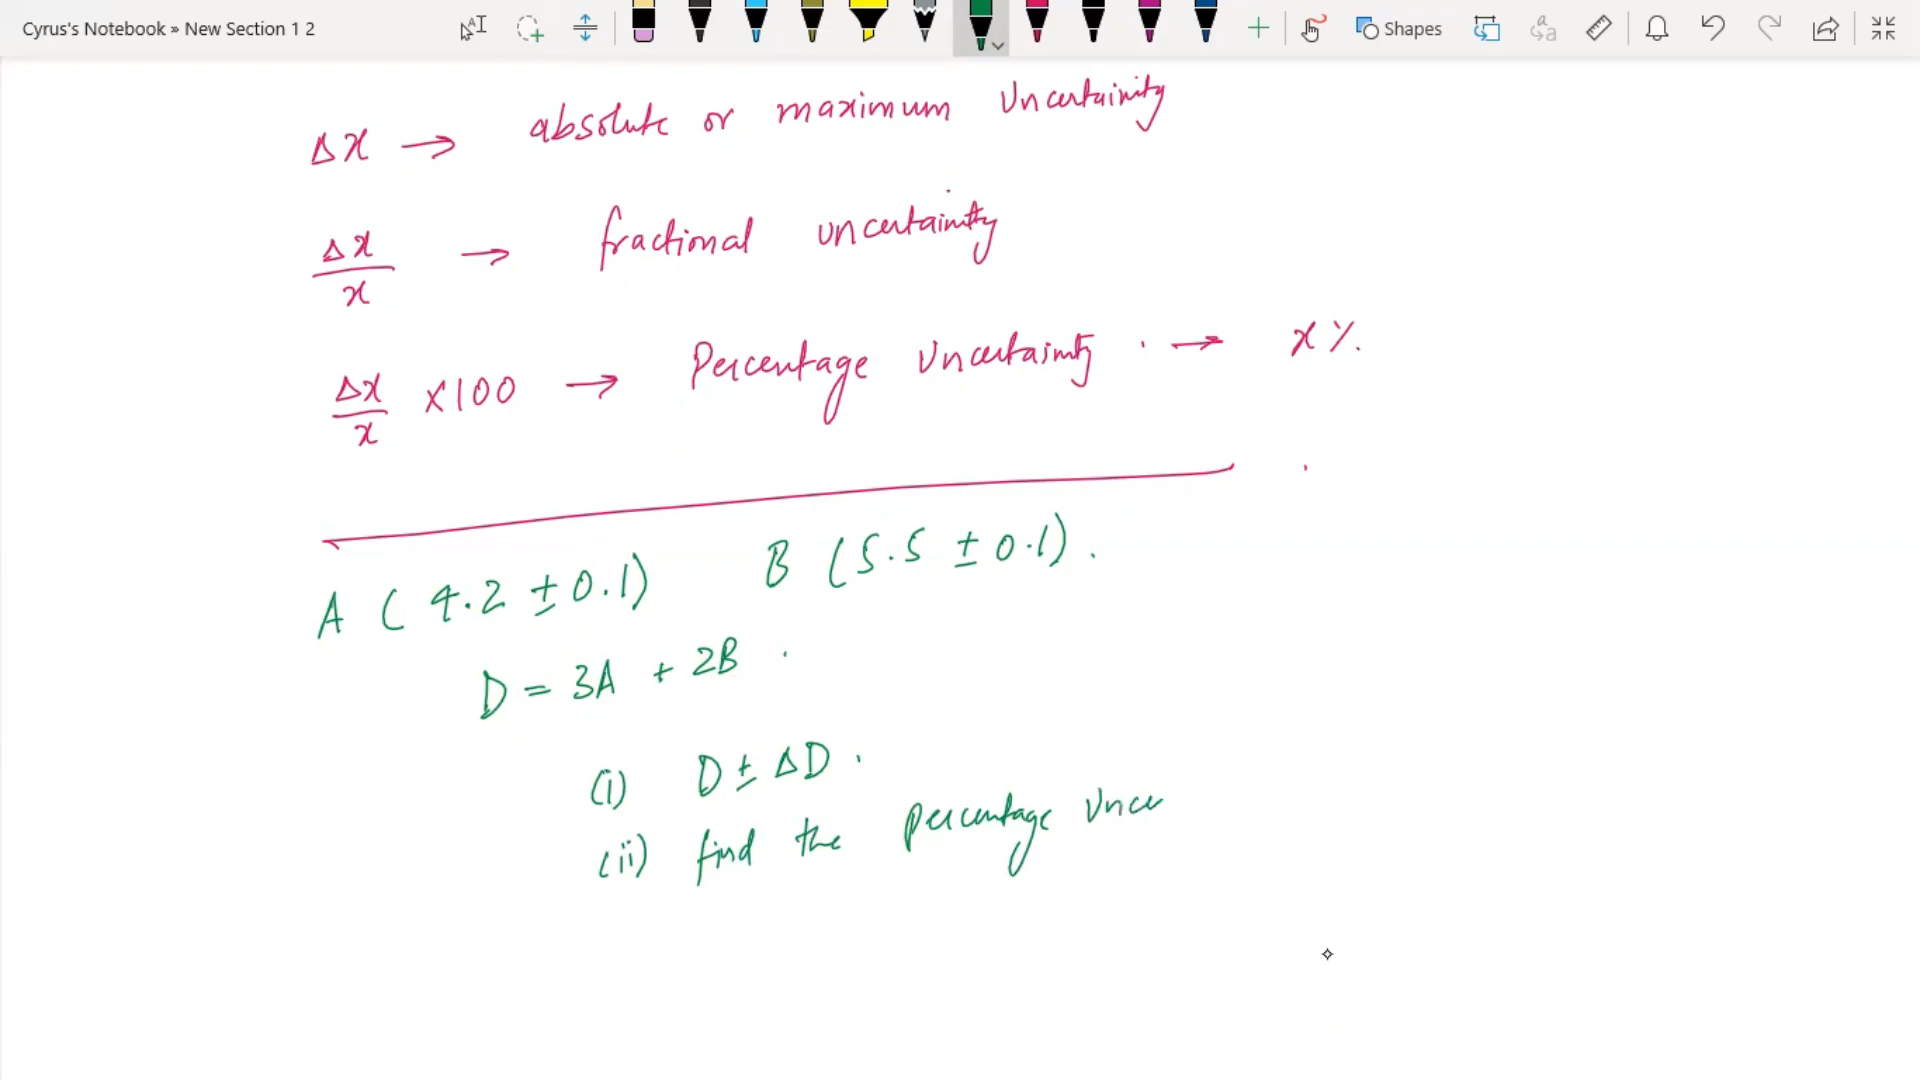 Cyrus's Notebook » New Section 1 2
Shapes
Δx → absolute or maximum Uncertainity
Δx/x → fractional uncertainity
Δx/x ×100 → Percentage Uncertainty → x%.
A (4.2 ± 0.1) B (5.5 ± 0.1).
D = 3A + 2B
(i) D ± ΔD.
(ii) find the percentage Unce